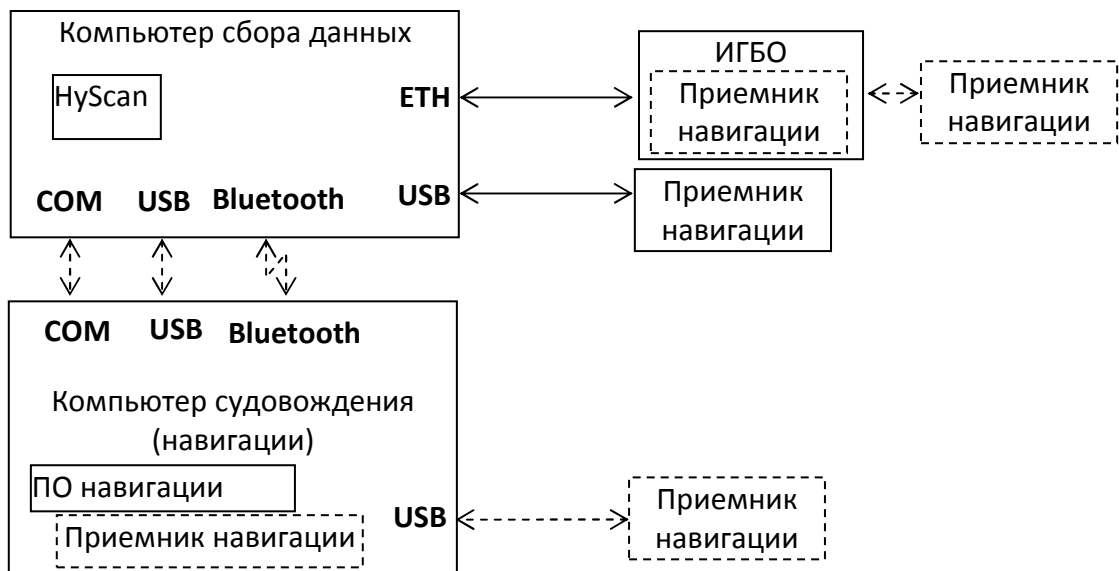 Компьютер сбора данных
HyScan
ETH
COM USB Bluetooth
USB
ИГБО
Приемник
навигации
Приемник
навигации
Приемник
навигации
COM USB Bluetooth
Компьютер судовождения
(навигации)
ПО навигации
Приемник навигации
USB
Приемник
навигации